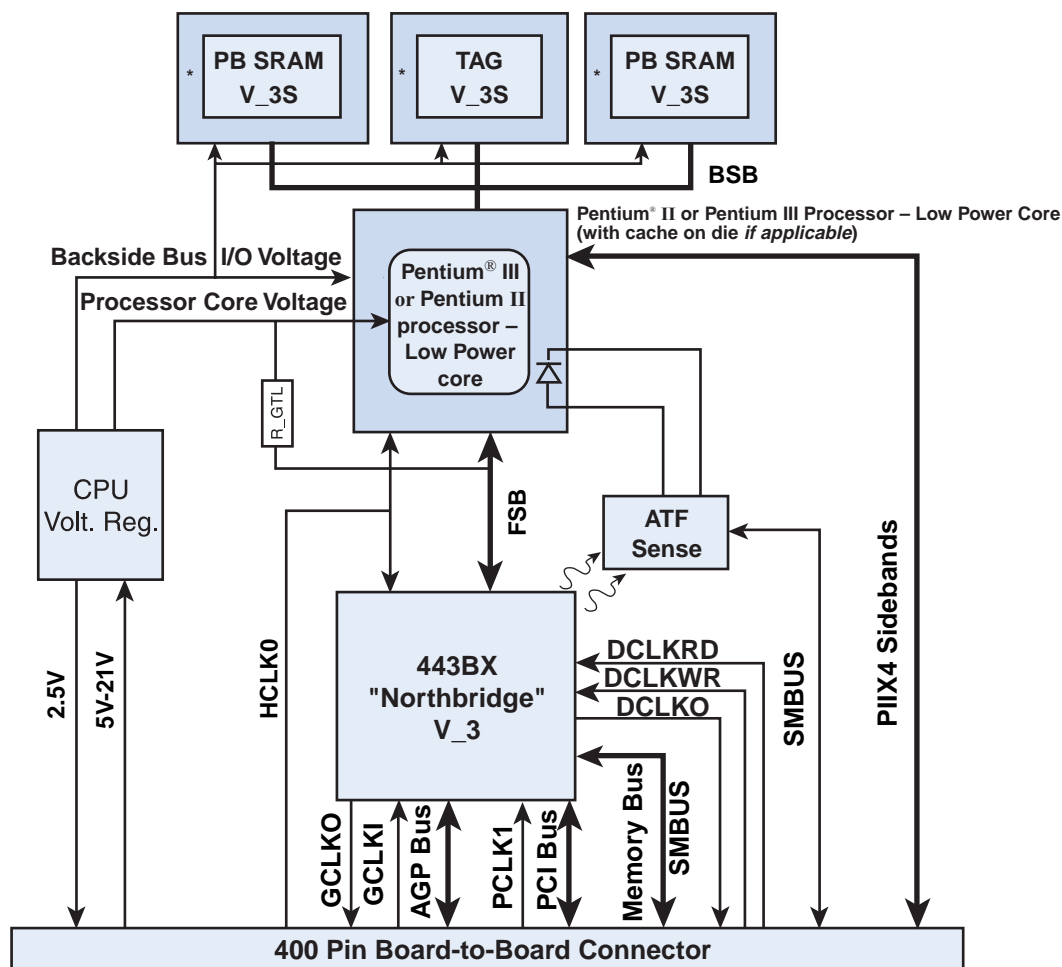 *
PB SRAM
V_3S
*
TAG
V_3S
*
PB SRAM
V_3S
BSB
Pentium® II or Pentium III Processor – Low Power Core
(with cache on die if applicable)
Backside Bus I/O Voltage
Processor Core Voltage
Pentium® III
or Pentium II
processor –
Low Power
core
R_GTL
CPU
Volt. Reg.
FSB
ATF
Sense
PIIX4 Sidebands
2.5V
5V-21V
HCLK0
443BX
"Northbridge"
V_3
DCLKRD
DCLKWR
DCLKO
SMBUS
GCLKO
GCLKI
AGP Bus
PCLK1
PCI Bus
Memory Bus
SMBUS
400 Pin Board-to-Board Connector